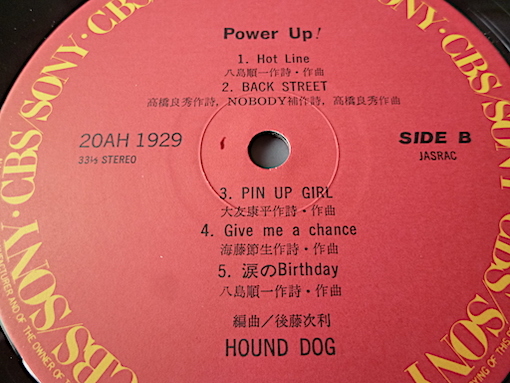 Power Up!
1. Hot Line
八島順一作詩・作曲
2. BACK STREET
高橋良秀作詩, NOBODY補作詩, 高橋良秀作曲
20AH 1929
33⅓ STEREO
SIDE B
JASRAC
3. PIN UP GIRL
大友康平作詩・作曲
4. Give me a chance
海藤節生作詩・作曲
5. 涙のBirthday
八島順一作詩・作曲
編曲/後藤次利
HOUND DOG
CBS/SONY・CBS/SONY
CBS/SONY・CBS/SONY
OF THE OWNER OF